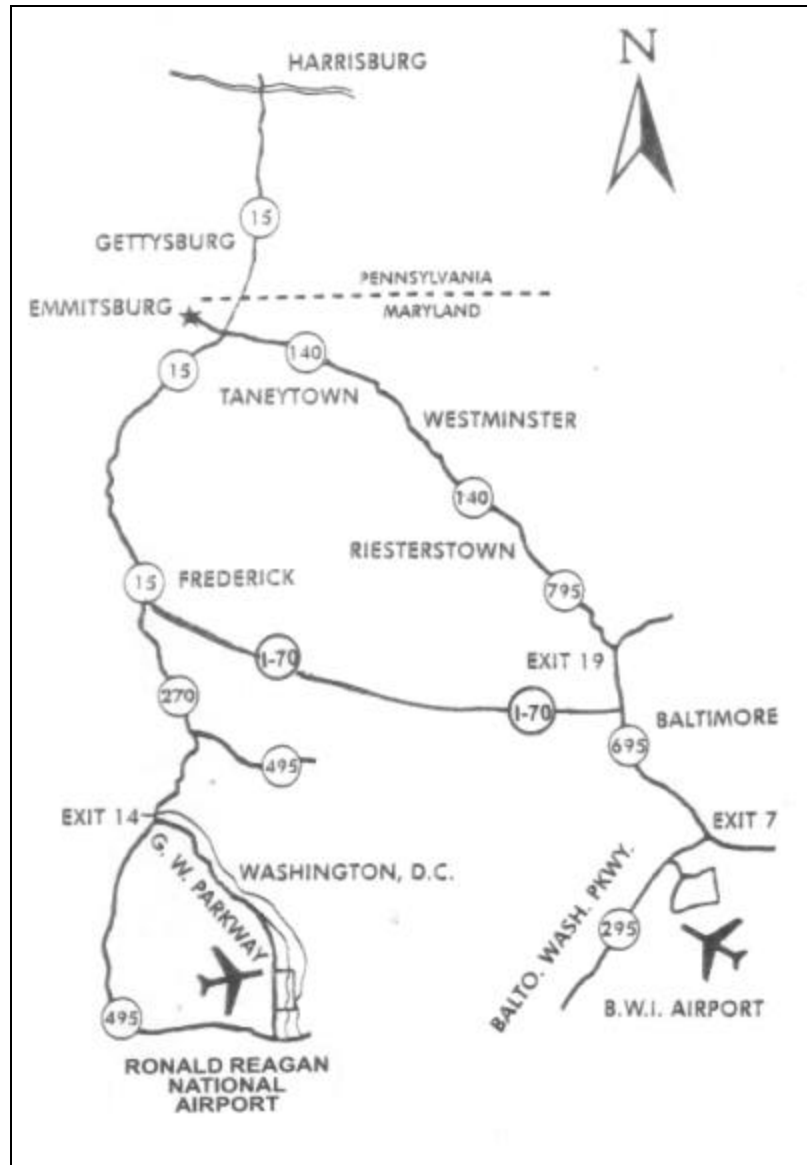 HARRISBURG
N
15
GETTYSBURG
PENNSYLVANIA
EMMITSBURG
MARYLAND
140
15
TANEYTOWN
WESTMINSTER
140
RIESTERSTOWN
15
FREDERICK
795
I-70
EXIT 19
270
I-70
BALTIMORE
695
495
EXIT 14
EXIT 7
G. W. PARKWAY
WASHINGTON, D.C.
BALTO. WASH. PKWY.
295
B.W.I. AIRPORT
495
RONALD REAGAN
NATIONAL
AIRPORT